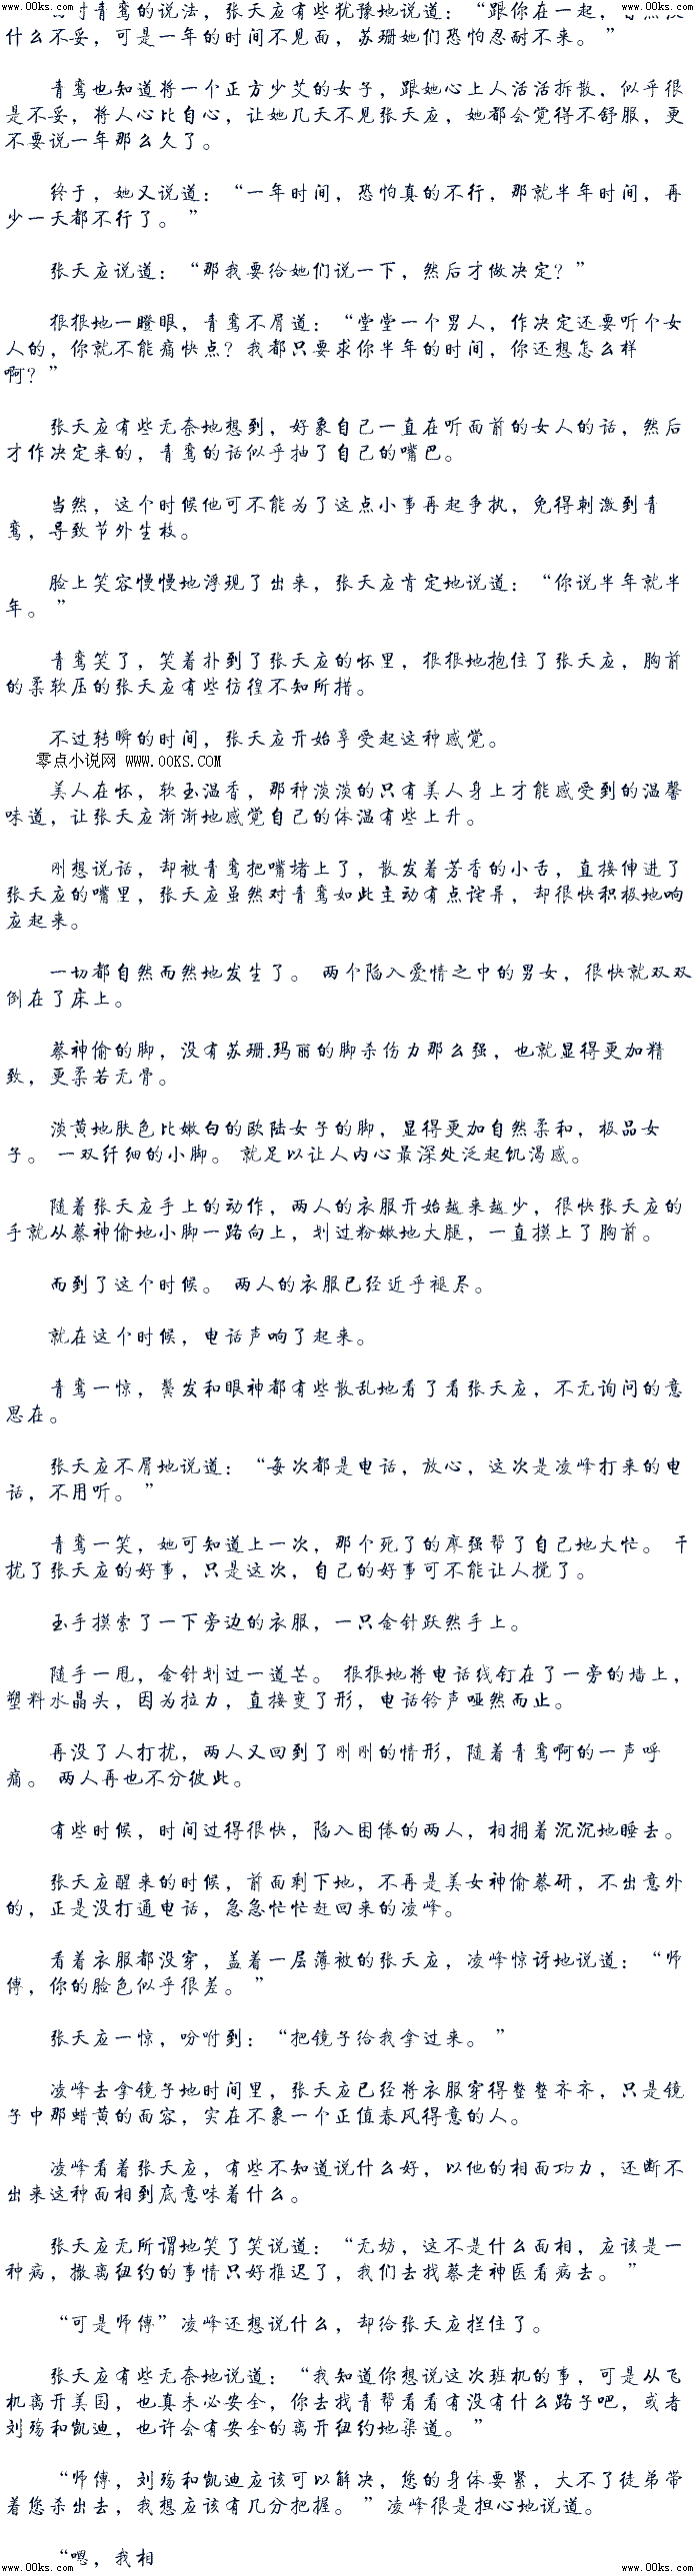 www.00ks.com www.00ks.com
青鸾的说法，张天应有些犹豫地说道：“跟你在一起，
什么不妥，可是一年的时间不见面，苏珊她们恐怕忍耐不来。”
青鸾也知道将一个正方少艾的女子，跟她心上人活活拆散，似乎很
是不妥，将人心比自心，让她几天不见张天应，她都会觉得不舒服，更
不要说一年那么久了。
终于，她又说道：“一年时间，恐怕真的不行，那就半年时间，再
少一天都不行了。”
张天应说道：“那我要给她们说一下，然后才做决定？”
狠狠地一瞪眼，青鸾不屑道：“堂堂一个男人，作决定还要听个女
人的，你就不能痛快点？我都只要求你半年的时间，你还想怎么样
啊？”
张天应有些无奈地想到，好象自己一直在听面前的女人的话，然后
才作决定来的，青鸾的话似乎抽了自己的嘴巴。
当然，这个时候他可不能为了这点小事再起争执，免得刺激到青
鸾，导致节外生枝。
脸上笑容慢慢地浮现了出来，张天应肯定地说道：“你说半年就半
年。”
青鸾笑了，笑着扑到了张天应的怀里，狠狠地抱住了张天应，胸前
的柔软压的张天应有些彷徨不知所措。
不过转瞬的时间，张天应开始享受起这种感觉。
零点小说网 www.00KS.COM
美人在怀，软玉温香，那种淡淡的只有美人身上才能感受到的温馨
味道，让张天应渐渐地感觉自己的体温有些上升。
刚想说话，却被青鸾把嘴堵上了，散发着芳香的小舌，直接伸进了
张天应的嘴里，张天应虽然对青鸾如此主动有点诧异，却很快积极地响
应起来。
一切都自然而然地发生了。 两个陷入爱情之中的男女，很快就双双
倒在了床上。
蔡神偷的脚，没有苏珊.玛丽的脚杀伤力那么强，也就显得更加精
致，更柔若无骨。
淡黄地肤色比嫩白的欧陆女子的脚，显得更加自然柔和，极品女
子。 一双纤细的小脚。 就足以让人内心最深处泛起饥渴感。
随着张天应手上的动作，两人的衣服开始越来越少，很快张天应的
手就从蔡神偷地小脚一路向上，划过粉嫩地大腿，一直摸上了胸前。
而到了这个时候。 两人的衣服已经近乎褪尽。
就在这个时候，电话声响了起来。
青鸾一惊，鬓发和眼神都有些散乱地看了看张天应，不无询问的意
思在。
张天应不屑地说道：“每次都是电话，放心，这次是凌峰打来的电
话，不用听。”
青鸾一笑，她可知道上一次，那个死了的廖强帮了自己地大忙。 干
扰了张天应的好事，只是这次，自己的好事可不能让人搅了。
玉手摸索了一下旁边的衣服，一只金针跃然手上。
随手一甩，金针划过一道芒。 狠狠地将电话线钉在了一旁的墙上，
塑料水晶头，因为拉力，直接变了形，电话铃声哑然而止。
再没了人打扰，两人又回到了刚刚的情形，随着青鸾啊的一声呼
痛。 两人再也不分彼此。
有些时候，时间过得很快，陷入困倦的两人，相拥着沉沉地睡去。
张天应醒来的时候，前面剩下地，不再是美女神偷蔡研，不出意外
的，正是没打通电话，急急忙忙赶回来的凌峰。
看着衣服都没穿，盖着一层薄被的张天应，凌峰惊讶地说道：“师
傅，你的脸色似乎很差。”
张天应一惊，吩咐到：“把镜子给我拿过来。”
凌峰去拿镜子地时间里，张天应已经将衣服穿得整整齐齐，只是镜
子中那蜡黄的面容，实在不象一个正值春风得意的人。
凌峰看着张天应，有些不知道说什么好，以他的相面功力，还断不
出来这种面相到底意味着什么。
张天应无所谓地笑了笑说道：“无妨，这不是什么面相，应该是一
种病，撤离纽约的事情只好推迟了，我们去找蔡老神医看病去。”
“可是师傅”凌峰还想说什么，却给张天应拦住了。
张天应有些无奈地说道：“我知道你想说这次班机的事，可是从飞
机离开美国，也真未必安全，你去找青帮看看有没有什么路子吧，或者
刘殇和凯迪，也许会有安全的离开纽约地渠道。”
“师傅，刘殇和凯迪应该可以解决，您的身体要紧，大不了徒弟带
着您杀出去，我想应该有几分把握。”凌峰很是担心地说道。
“嗯，我相
www.00ks.com www.00ks.com